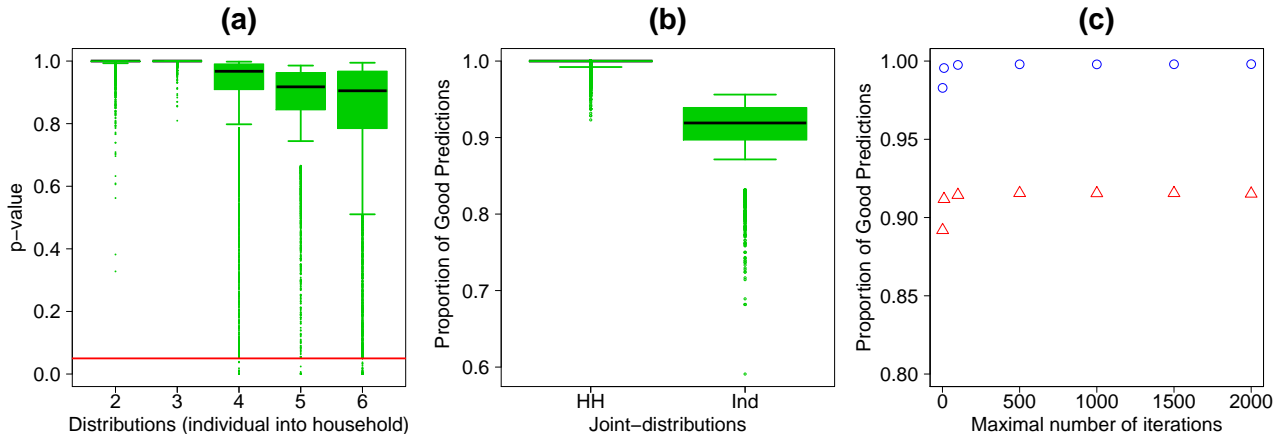 (a)
p-value
1.0
0.8
0.6
0.4
0.2
0.0
2 3 4 5 6
Distributions (individual into household)
(b)
Proportion of Good Predictions
1.0
0.9
0.8
0.7
0.6
HH Ind
Joint−distributions
(c)
Proportion of Good Predictions
1.00
0.95
0.90
0.85
0.80
0 500 1000 1500 2000
Maximal number of iterations